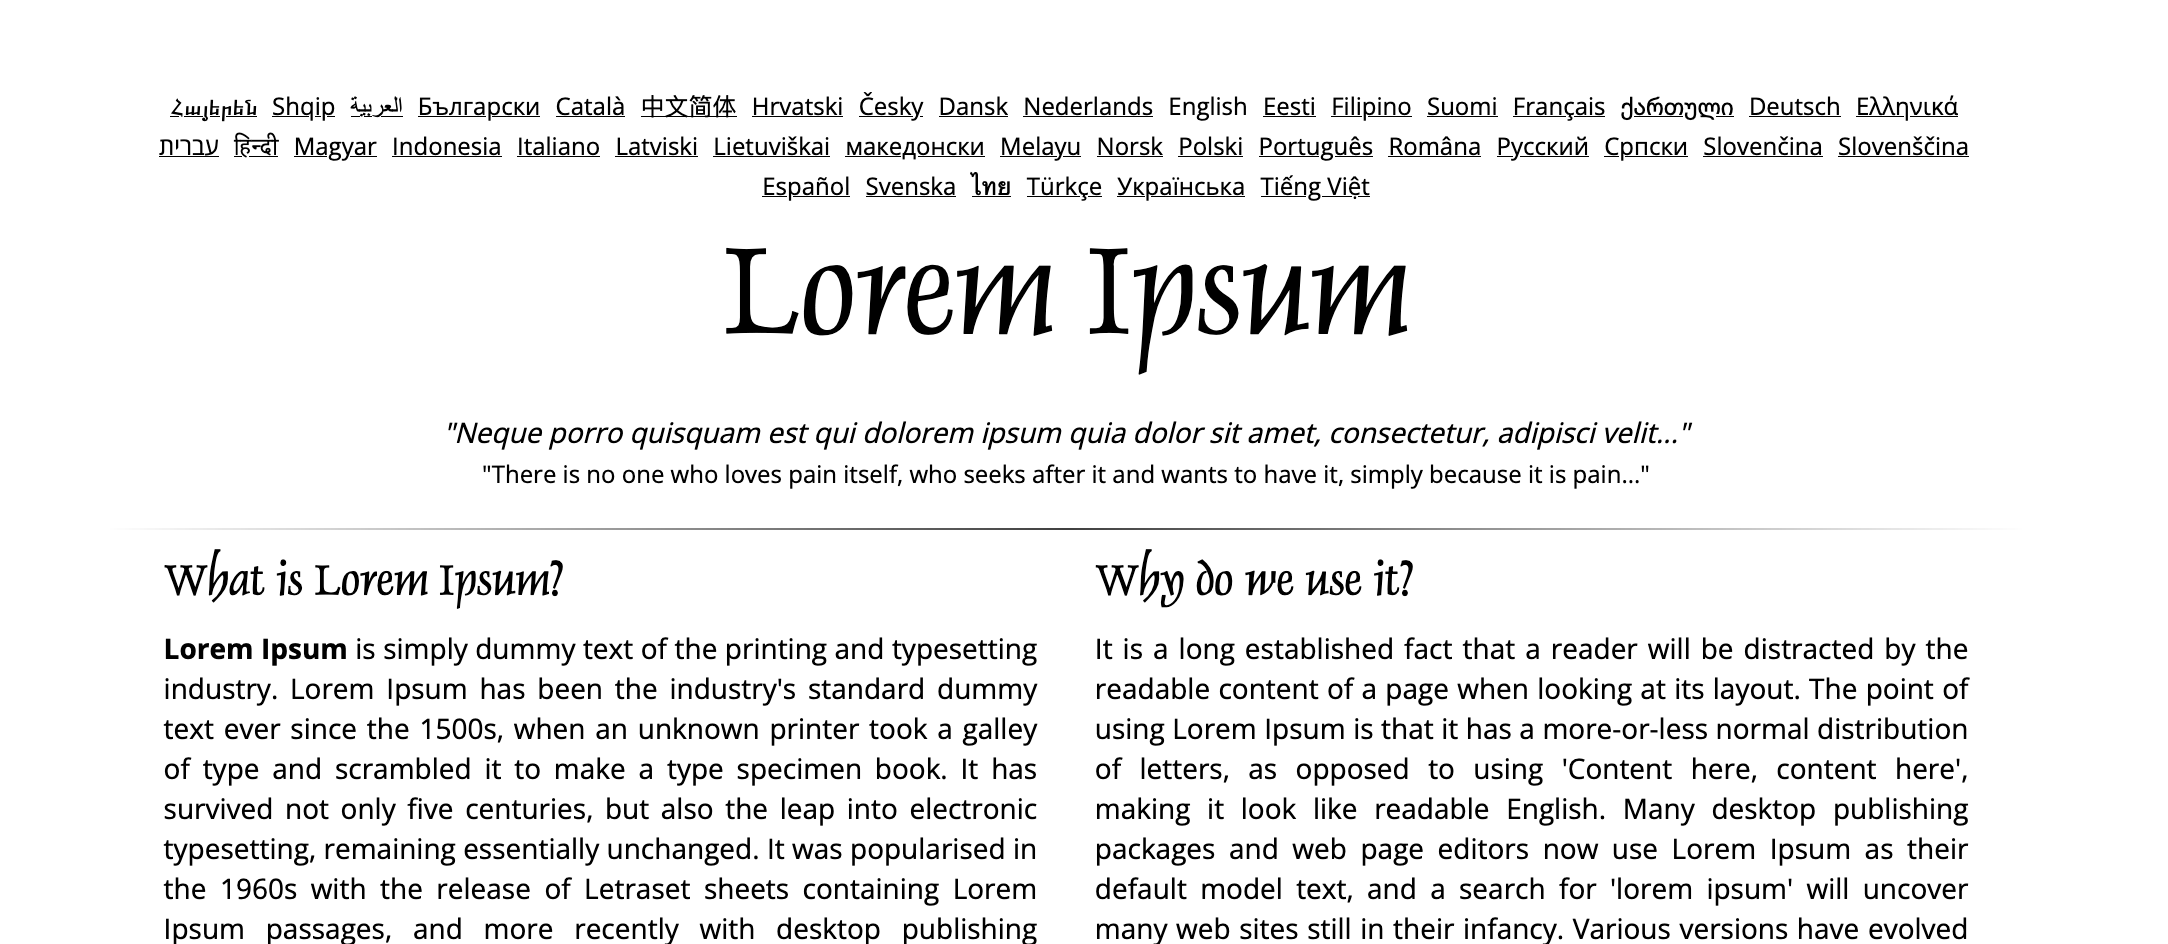 Հայերեն Shqip العربية Български Català 中文简体 Hrvatski Česky Dansk Nederlands English Eesti Filipino Suomi Français ქართული Deutsch Ελληνικά
עברית हिन्दी Magyar Indonesia Italiano Latviski Lietuviškai македонски Melayu Norsk Polski Português Româna Русский Српски Slovenčina Slovenščina
Español Svenska ไทย Türkçe Українська Tiếng Việt
Lorem Ipsum
"Neque porro quisquam est qui dolorem ipsum quia dolor sit amet, consectetur, adipisci velit..."
"There is no one who loves pain itself, who seeks after it and wants to have it, simply because it is pain..."
What is Lorem Ipsum?
Lorem Ipsum is simply dummy text of the printing and typesetting
industry. Lorem Ipsum has been the industry's standard dummy
text ever since the 1500s, when an unknown printer took a galley
of type and scrambled it to make a type specimen book. It has
survived not only five centuries, but also the leap into electronic
typesetting, remaining essentially unchanged. It was popularised in
the 1960s with the release of Letraset sheets containing Lorem
Ipsum passages, and more recently with desktop publishing
Why do we use it?
It is a long established fact that a reader will be distracted by the
readable content of a page when looking at its layout. The point of
using Lorem Ipsum is that it has a more-or-less normal distribution
of letters, as opposed to using 'Content here, content here',
making it look like readable English. Many desktop publishing
packages and web page editors now use Lorem Ipsum as their
default model text, and a search for 'lorem ipsum' will uncover
many web sites still in their infancy. Various versions have evolved